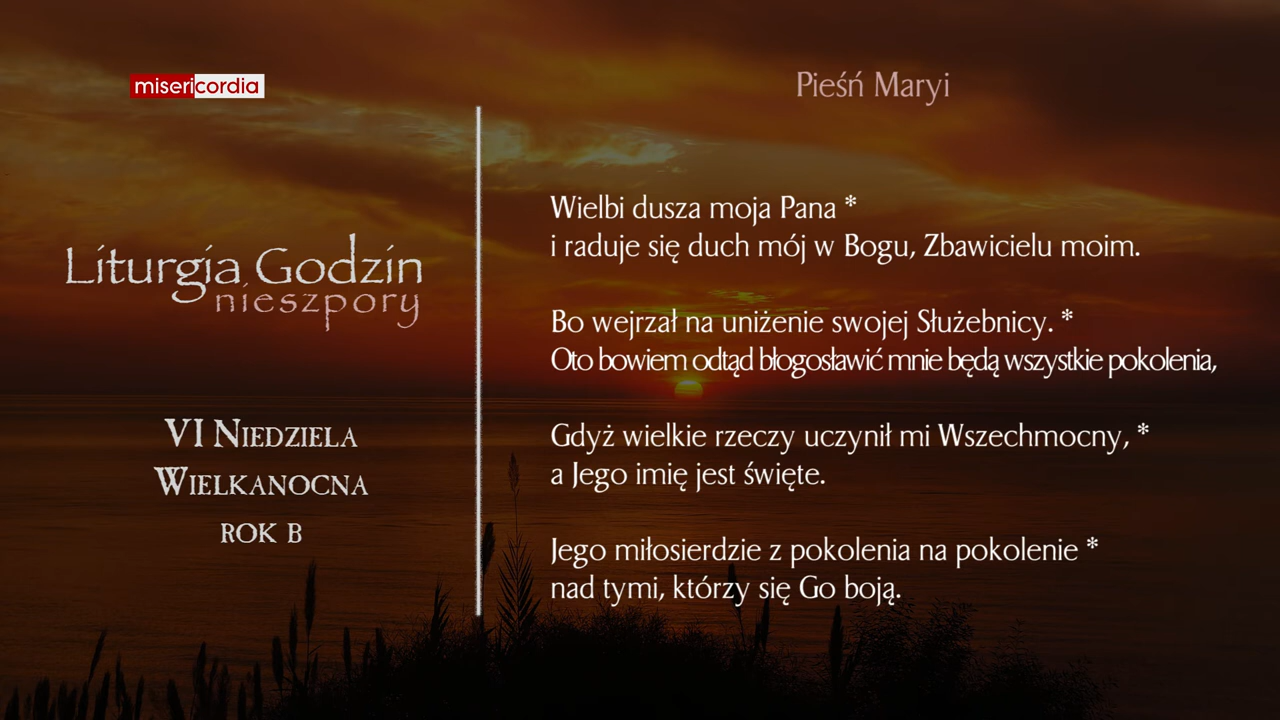 misericordia
Liturgia Godzin
nieszpory
VI Niedziela
Wielkanocna
rok B
Pieśń Maryi
Wielbi dusza moja Pana *
i raduje się duch mój w Bogu, Zbawicielu moim.
Bo wejrzał na uniżenie swojej Służebnicy. *
Oto bowiem odtąd błogosławić mnie będą wszystkie pokolenia,
Gdyż wielkie rzeczy uczynił mi Wszechmocny, *
a Jego imię jest święte.
Jego miłosierdzie z pokolenia na pokolenie *
nad tymi, którzy się Go boją.